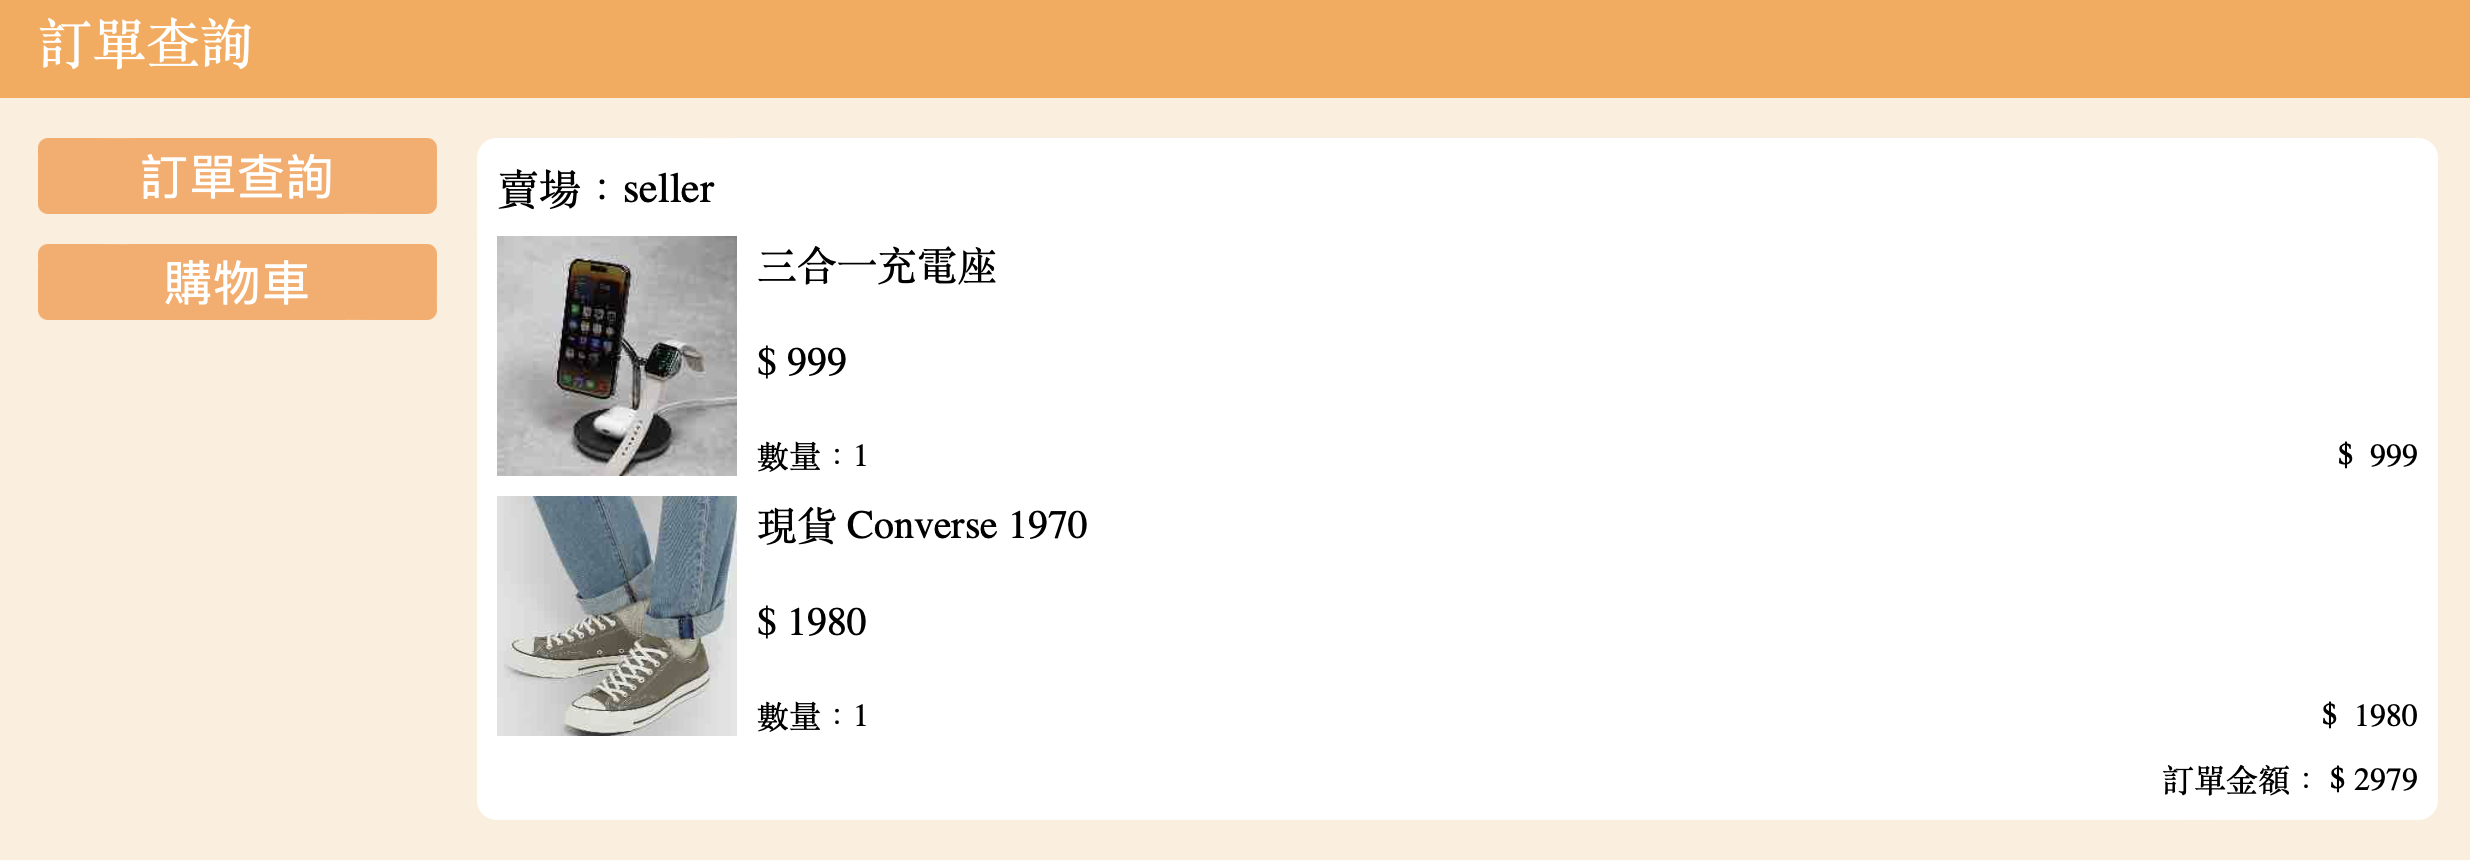 訂單查詢
訂單查詢
購物車
賣場：seller
三合一充電座
$ 999
數量：1
$ 999
現貨 Converse 1970
$ 1980
數量：1
$ 1980
訂單金額： $ 2979